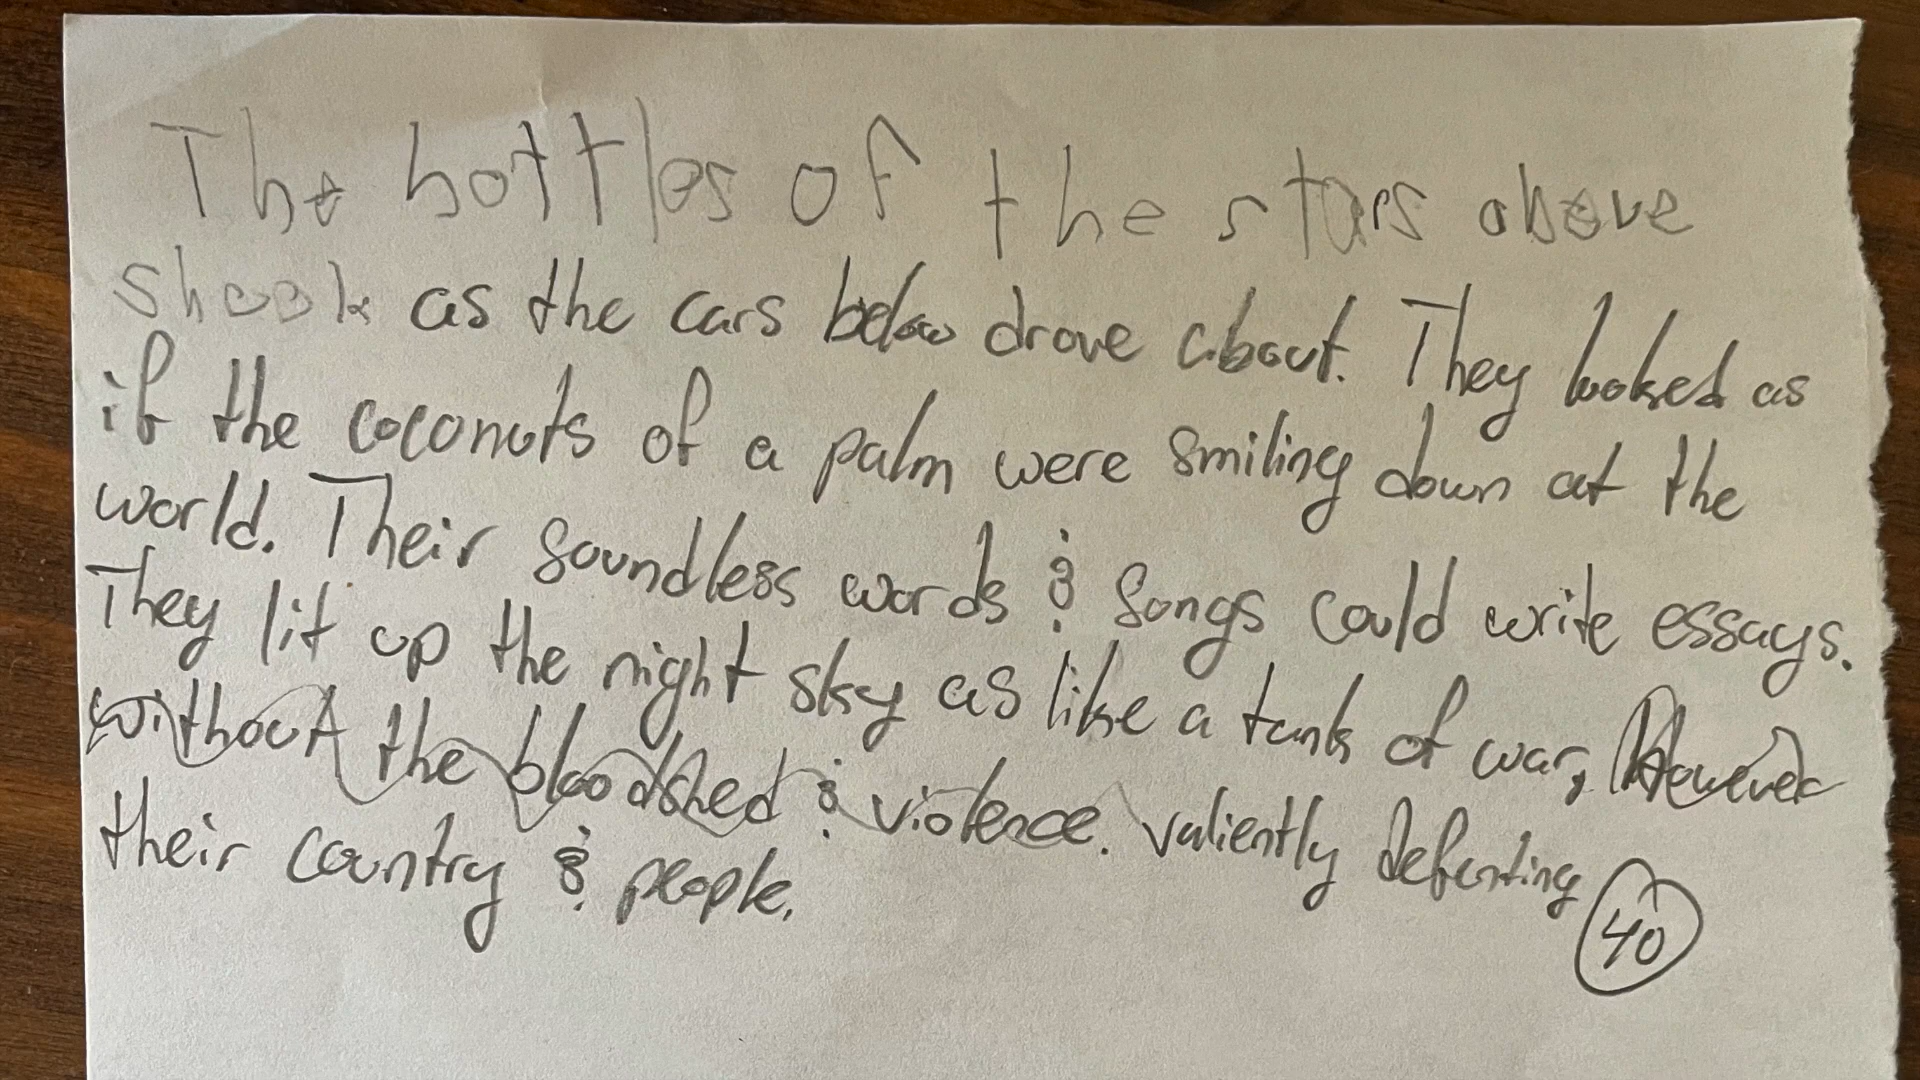 The bottles of the stars above
shook as the cars below drove about. They looked as
if the coconuts of a palm were smiling down at the
world. Their soundless words & songs could write essays.
They lit up the night sky as like a tank of war, However
without the bloodshed & violence. valiently defenting
their country & people.
40